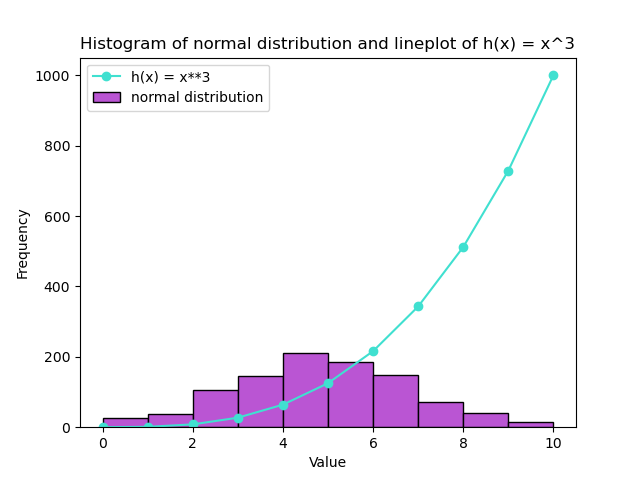 Histogram of normal distribution and lineplot of h(x) = x^3
h(x) = x**3
normal distribution
1000
800
600
400
200
0
Frequency
0 2 4 6 8 10
Value